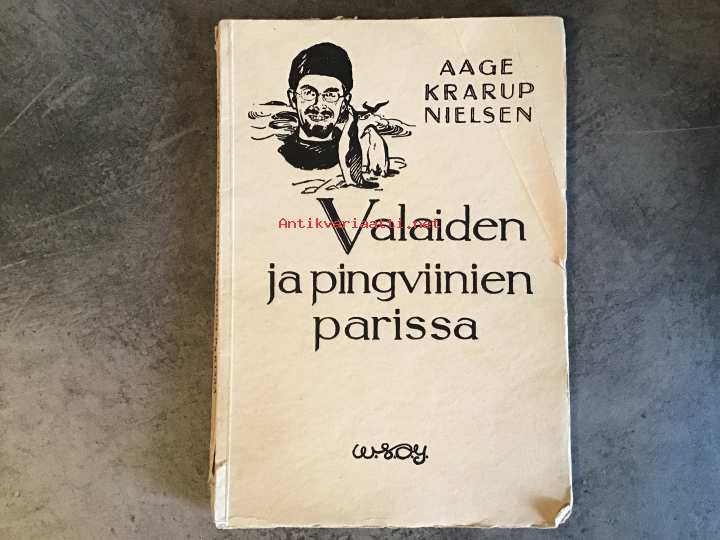 AAGE
KRARUP
NIELSEN
Valaiden
Antikvariaatti.net
ja pingviinien
parissa
W.S.O.Y.